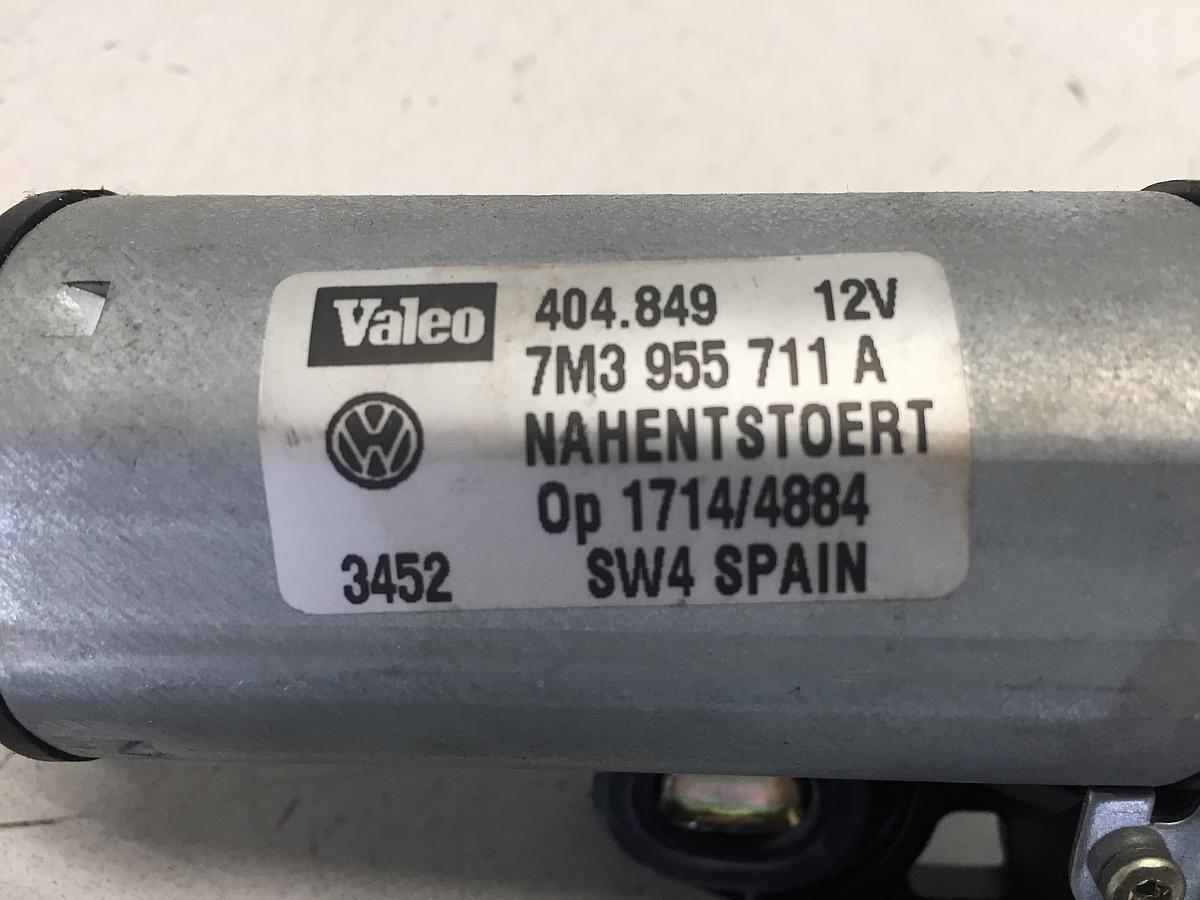 Valeo 404.849 12V
7M3 955 711 A
NAHENTSTOERT
Op 1714/4884
3452 SW4 SPAIN